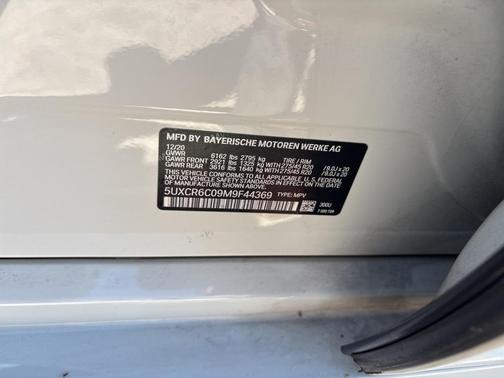 MFD BY BAYERISCHE MOTOREN WERKE AG
12/20
GVWR 6162 lbs 2795 kg TIRE / RIM
GAWR FRONT 2921 lbs 1325 kg WITH 275/45 R20 /9.0J x 20
GAWR REAR 3616 lbs 1640 kg WITH 275/45 R20 /9.0J x 20
THIS VEHICLE CONFORMS TO ALL APPLICABLE FEDERAL MOTOR
VEHICLE SAFETY STANDARDS IN EFFECT ON THE DATE OF
MANUFACTURE SHOWN ABOVE.
5UXCR6C09M9F44369 TYPE: MPV
300U